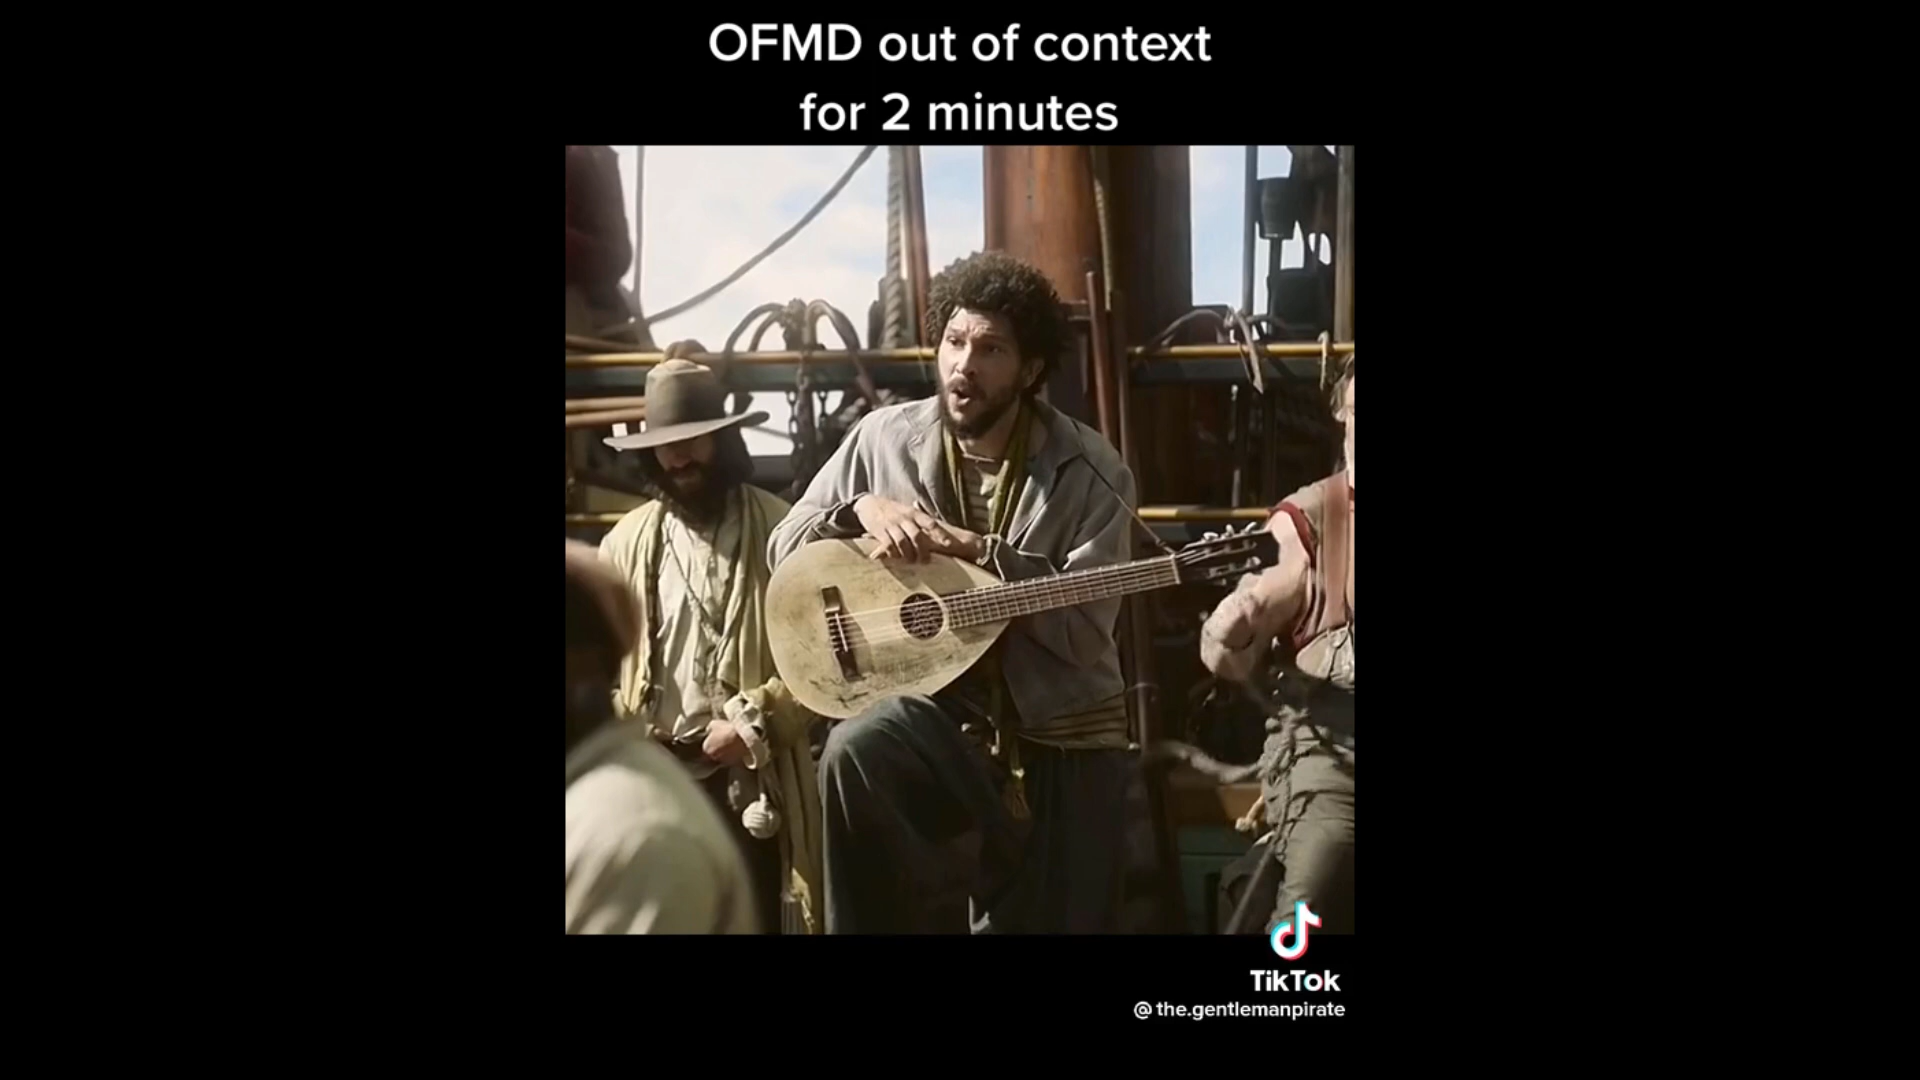 OFMD out of context
for 2 minutes
TikTok
@the.gentlemanpirate